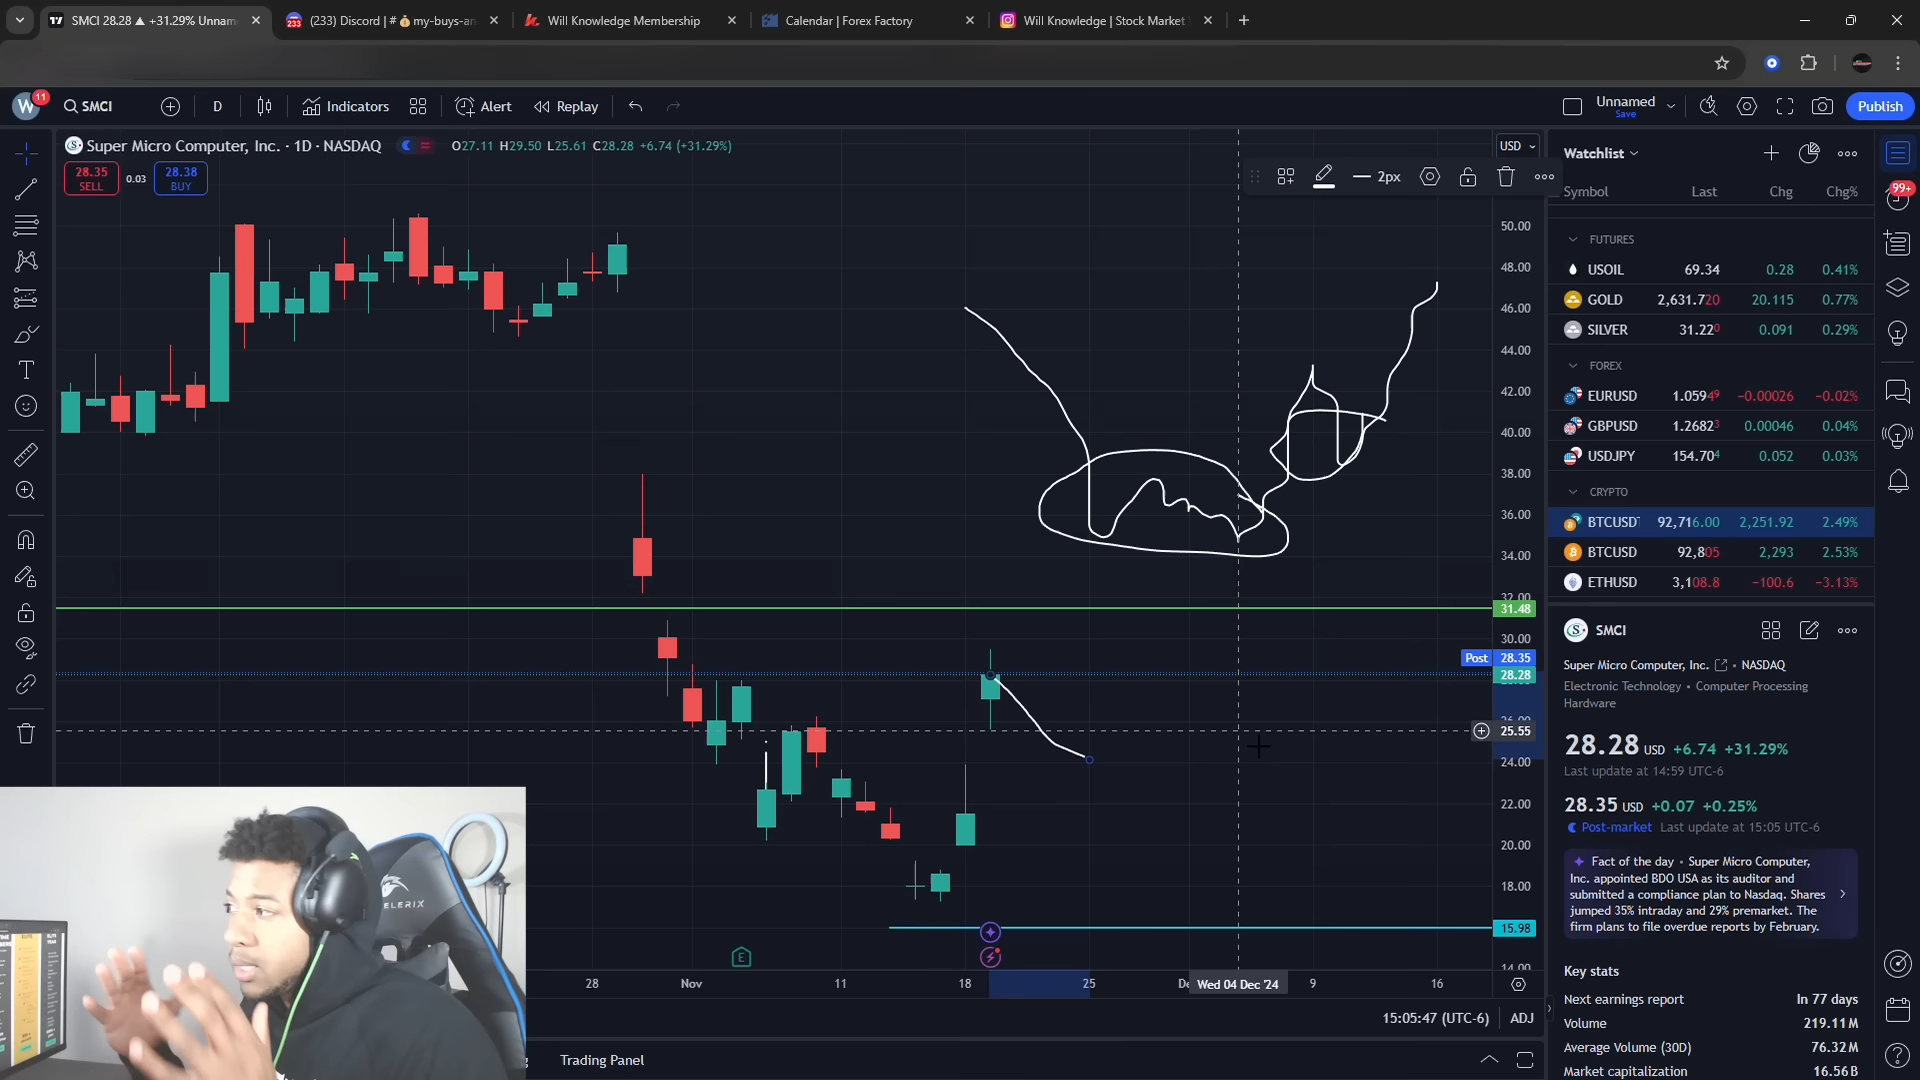 SMCI 28.28 ▲ +31.29% Unnam
(233) Discord | # 💰my-buys-an
Will Knowledge Membership
Calendar | Forex Factory
Will Knowledge | Stock Market
W 11
SMCI
D
Indicators
Alert
Replay
Unnamed
Save
Publish
Super Micro Computer, Inc. · 1D · NASDAQ
O27.11 H29.50 L25.61 C28.28 +6.74 (+31.29%)
28.35
SELL
0.03
28.38
BUY
USD
2px
50.00
48.00
46.00
44.00
42.00
40.00
38.00
36.00
34.00
32.00
31.48
30.00
Post 28.35
28.28
26.00
25.55
24.00
22.00
20.00
18.00
15.98
14.00
E
28
Nov
11
18
25
De
Wed 04 Dec '24
9
16
15:05:47 (UTC-6)
ADJ
Trading Panel
Watchlist
Symbol Last Chg Chg%
99+
FUTURES
USOIL 69.34 0.28 0.41%
GOLD 2,631.720 20.115 0.77%
SILVER 31.220 0.091 0.29%
FOREX
EURUSD 1.05949 −0.00026 −0.02%
GBPUSD 1.26823 0.00046 0.04%
USDJPY 154.704 0.052 0.03%
CRYPTO
BTCUSDT 92,716.00 2,251.92 2.49%
BTCUSD 92,805 2,293 2.53%
ETHUSD 3,108.8 −100.6 −3.13%
SMCI
Super Micro Computer, Inc. • NASDAQ
Electronic Technology • Computer Processing
Hardware
28.28 USD +6.74 +31.29%
Last update at 14:59 UTC-6
28.35 USD +0.07 +0.25%
Post-market Last update at 15:05 UTC-6
Fact of the day • Super Micro Computer,
Inc. appointed BDO USA as its auditor and
submitted a compliance plan to Nasdaq. Shares
jumped 35% intraday and 29% premarket. The
firm plans to file overdue reports by February.
Key stats
Next earnings report In 77 days
Volume 219.11M
Average Volume (30D) 76.32M
Market capitalization 16.56B